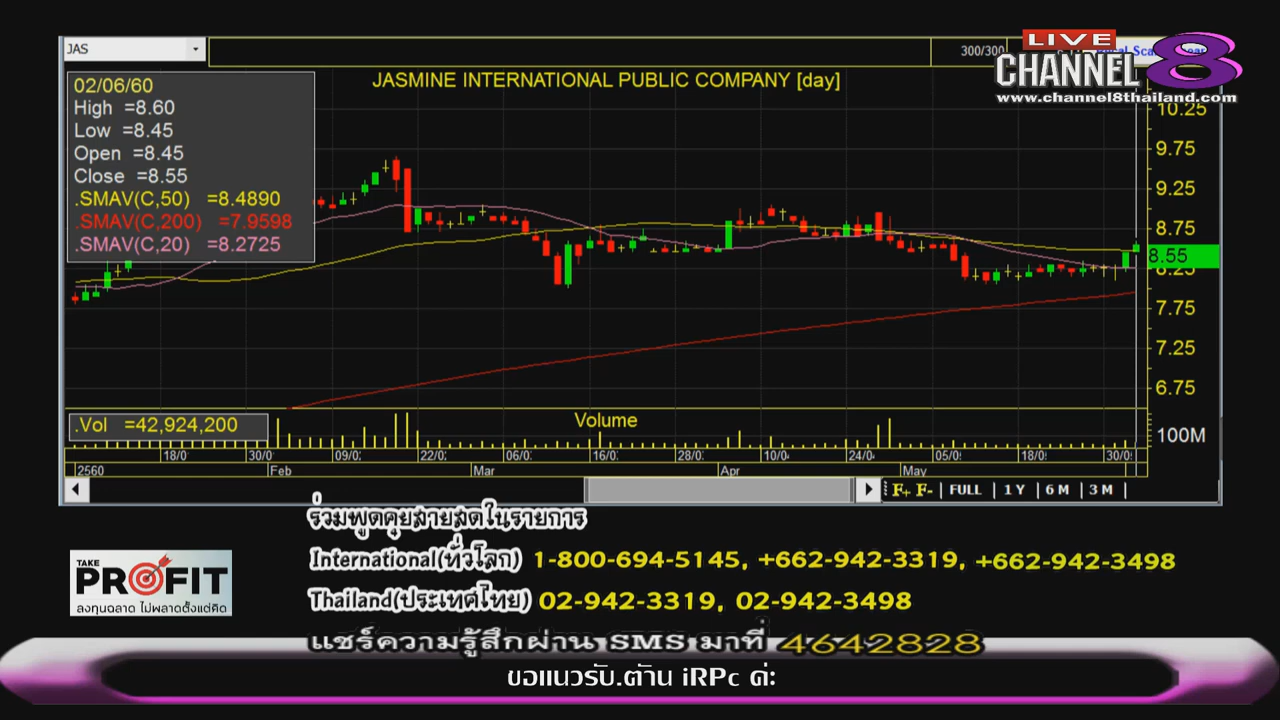 JAS
300/300
LIVE
CHANNEL 8
www.channel8thailand.com
JASMINE INTERNATIONAL PUBLIC COMPANY [day]
02/06/60
High =8.60
Low =8.45
Open =8.45
Close =8.55
.SMAV(C,50) =8.4890
.SMAV(C,200) =7.9598
.SMAV(C,20) =8.2725
10.25
9.75
9.25
8.75
8.55
8.25
7.75
7.25
6.75
.Vol =42,924,200
Volume
100M
18/0 30/0 09/0 22/0 06/0 16/0 28/0 10/0 24/0 05/0 18/0 30/0
2560 Feb Mar Apr May
F+ F- FULL 1 Y 6 M 3 M
ร่วมพูดคุยสายสดในรายการ
International(ทั่วโลก) 1-800-694-5145, +662-942-3319, +662-942-3498
Thailand(ประเทศไทย) 02-942-3319, 02-942-3498
TAKE
PROFIT
ลงทุนฉลาด ไม่พลาดตั้งแต่คิด
แชร์ความรู้สึกผ่าน SMS มาที่ 4642828
ขอแนวรับ.ต้าน iRPc ค่ะ